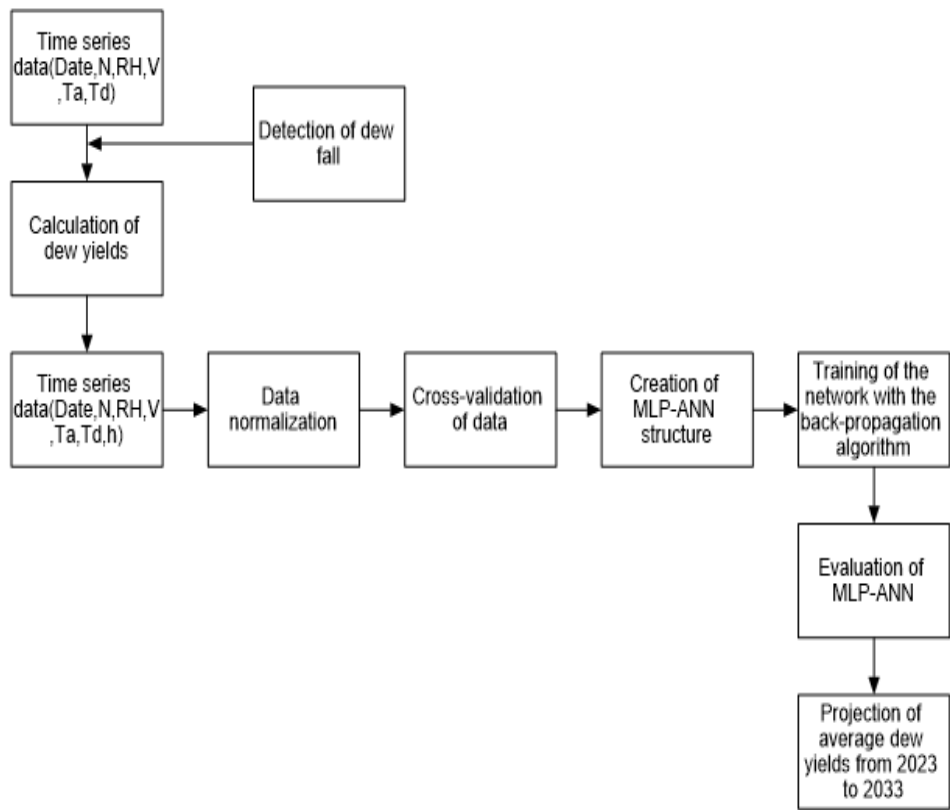 Time series
data(Date,N,RH,V
,Ta,Td)
Detection of dew
fall
Calculation of
dew yields
Time series
data(Date,N,RH,V
,Ta,Td,h)
Data
normalization
Cross-validation
of data
Creation of
MLP-ANN
structure
Training of the
network with the
back-propagation
algorithm
Evaluation of
MLP-ANN
Projection of
average dew
yields from 2023
to 2033